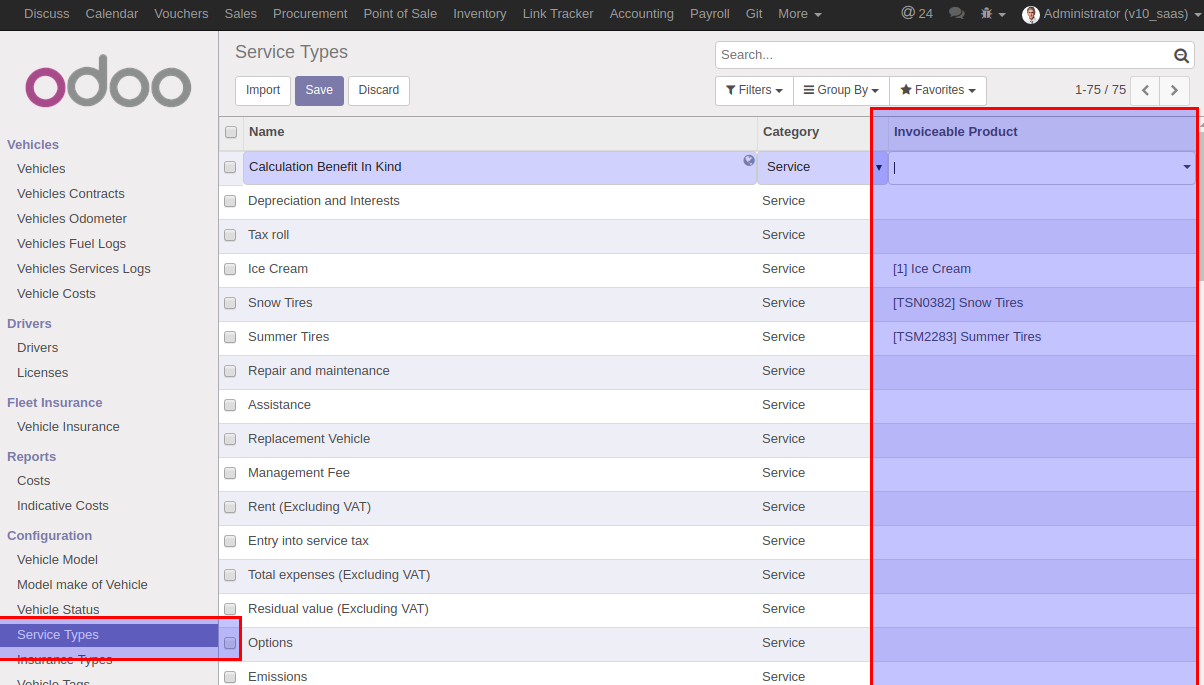 Discuss Calendar Vouchers Sales Procurement Point of Sale Inventory Link Tracker Accounting Payroll Git More @ 24 Administrator (v10_saas)
odoo
Vehicles
Vehicles
Vehicles Contracts
Vehicles Odometer
Vehicles Fuel Logs
Vehicles Services Logs
Vehicle Costs
Drivers
Drivers
Licenses
Fleet Insurance
Vehicle Insurance
Reports
Costs
Indicative Costs
Configuration
Vehicle Model
Model make of Vehicle
Vehicle Status
Service Types
Insurance Types
Vehicle Tags
Service Types
Search...
Import Save Discard
Filters Group By Favorites 1-75 / 75
Name Category Invoiceable Product
Calculation Benefit In Kind Service
Depreciation and Interests Service
Tax roll Service
Ice Cream Service [1] Ice Cream
Snow Tires Service [TSN0382] Snow Tires
Summer Tires Service [TSM2283] Summer Tires
Repair and maintenance Service
Assistance Service
Replacement Vehicle Service
Management Fee Service
Rent (Excluding VAT) Service
Entry into service tax Service
Total expenses (Excluding VAT) Service
Residual value (Excluding VAT) Service
Options Service
Emissions Service